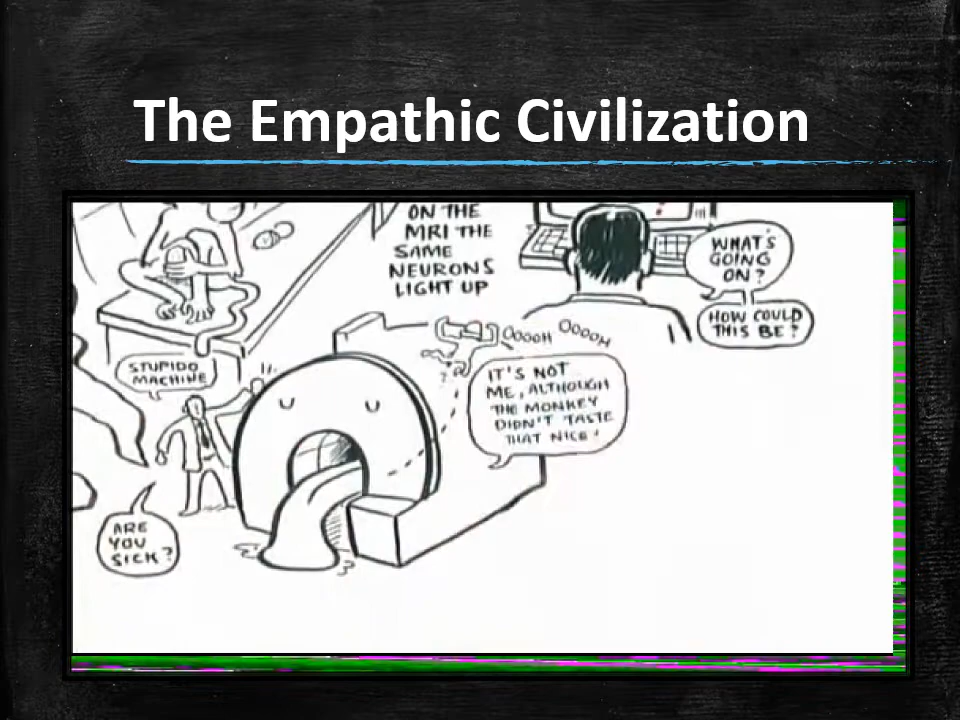 The Empathic Civilization
ON THE
MRI THE
SAME
NEURONS
LIGHT UP
WHAT'S
GOING
ON?
HOW COULD
THIS BE?
STUPIDO
MACHINE
OOOOH OOOOH
IT'S NOT
ME, ALTHOUGH
THE MONKEY
DIDN'T TASTE
THAT NICE!
ARE
YOU
SICK?
?